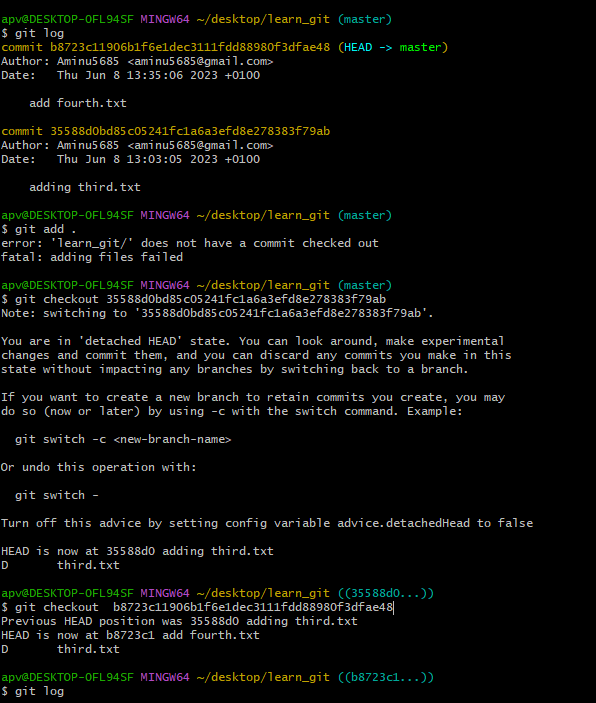 apv@DESKTOP-OFL94SF MINGW64 ~/desktop/learn_git (master)
$ git log
commit b8723c11906b1f6e1dec3111fdd88980f3dfae48 (HEAD -> master)
Author: Aminu5685 <aminu5685@gmail.com>
Date:   Thu Jun 8 13:35:06 2023 +0100

    add fourth.txt

commit 35588d0bd85c05241fc1a6a3efd8e278383f79ab
Author: Aminu5685 <aminu5685@gmail.com>
Date:   Thu Jun 8 13:03:05 2023 +0100

    adding third.txt

apv@DESKTOP-OFL94SF MINGW64 ~/desktop/learn_git (master)
$ git add .
error: 'learn_git/' does not have a commit checked out
fatal: adding files failed

apv@DESKTOP-OFL94SF MINGW64 ~/desktop/learn_git (master)
$ git checkout 35588d0bd85c05241fc1a6a3efd8e278383f79ab
Note: switching to '35588d0bd85c05241fc1a6a3efd8e278383f79ab'.

You are in 'detached HEAD' state. You can look around, make experimental
changes and commit them, and you can discard any commits you make in this
state without impacting any branches by switching back to a branch.

If you want to create a new branch to retain commits you create, you may
do so (now or later) by using -c with the switch command. Example:

  git switch -c <new-branch-name>

Or undo this operation with:

  git switch -

Turn off this advice by setting config variable advice.detachedHead to false

HEAD is now at 35588d0 adding third.txt
D       third.txt

apv@DESKTOP-OFL94SF MINGW64 ~/desktop/learn_git ((35588d0...))
$ git checkout  b8723c11906b1f6e1dec3111fdd88980f3dfae48
Previous HEAD position was 35588d0 adding third.txt
HEAD is now at b8723c1 add fourth.txt
D       third.txt

apv@DESKTOP-OFL94SF MINGW64 ~/desktop/learn_git ((b8723c1...))
$ git log